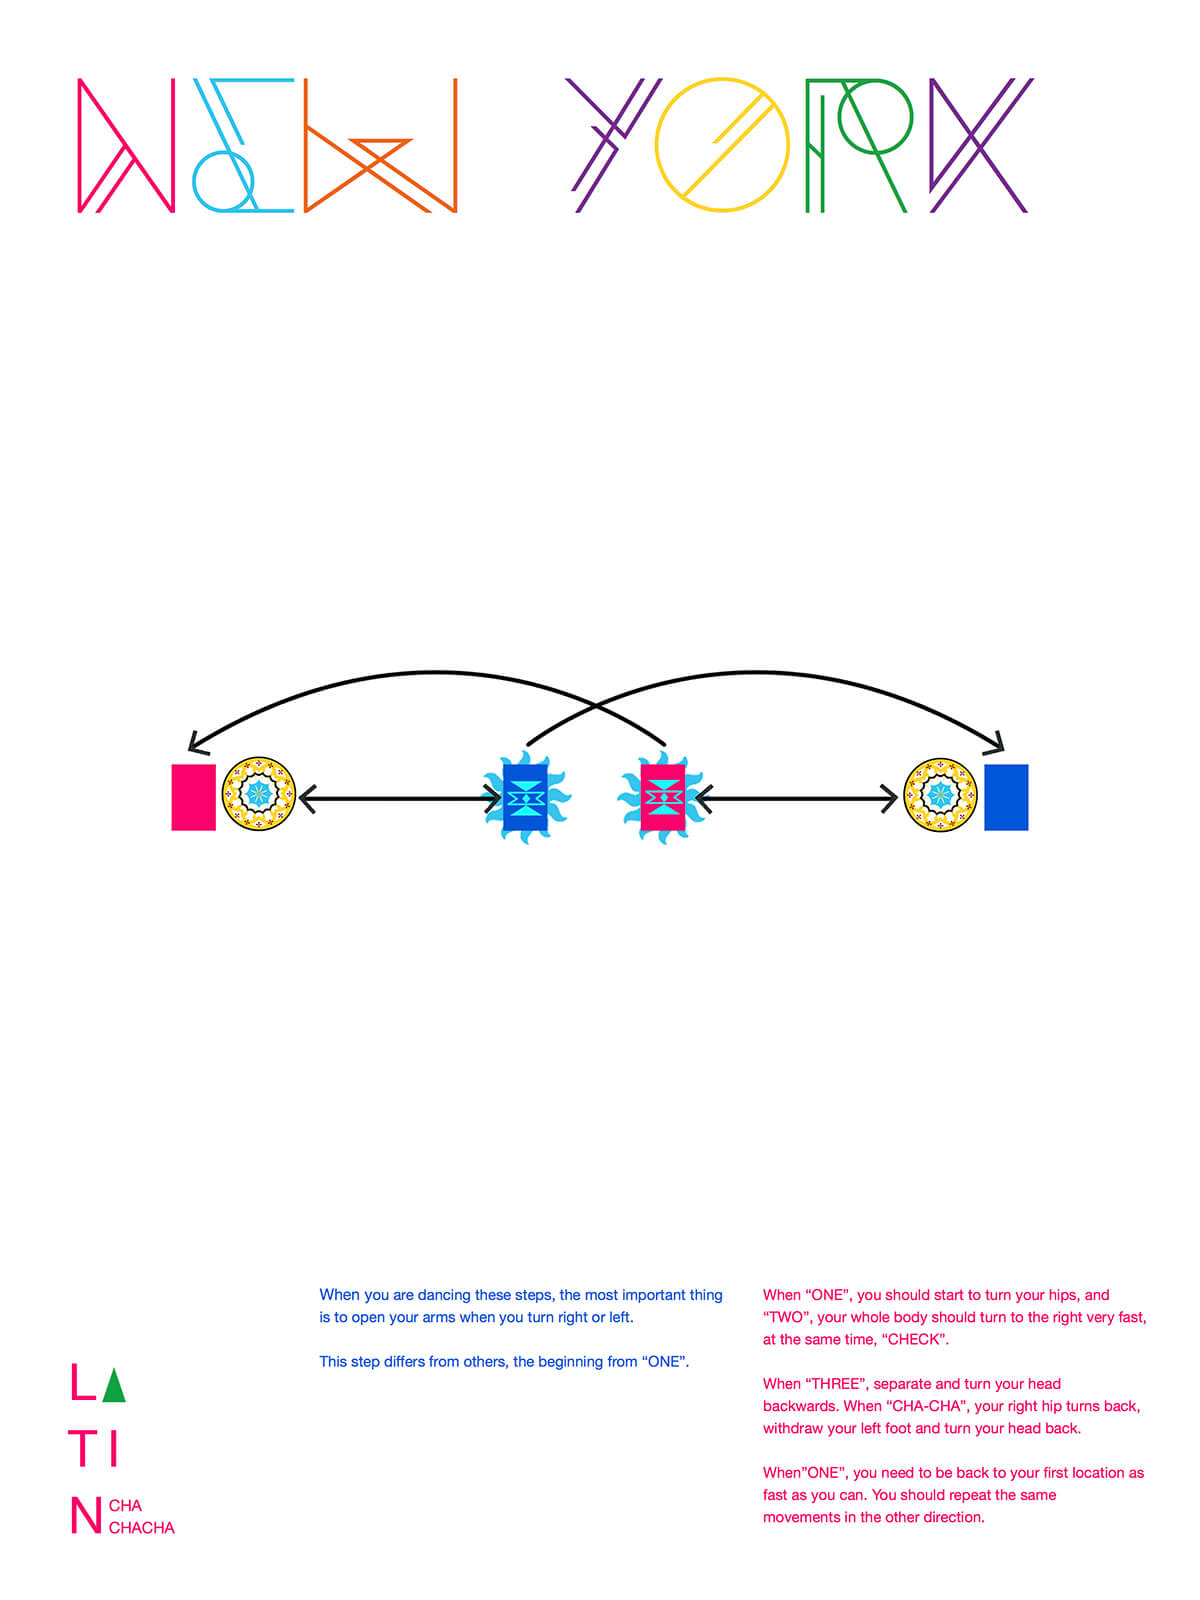 NEW YORK
When you are dancing these steps, the most important thing
is to open your arms when you turn right or left.
This step differs from others, the beginning from “ONE”.
When “ONE”, you should start to turn your hips, and
“TWO”, your whole body should turn to the right very fast,
at the same time, “CHECK”.
When “THREE”, separate and turn your head
backwards. When “CHA-CHA”, your right hip turns back,
withdraw your left foot and turn your head back.
When”ONE”, you need to be back to your first location as
fast as you can. You should repeat the same
movements in the other direction.
LA
TI
N
CHA
CHACHA